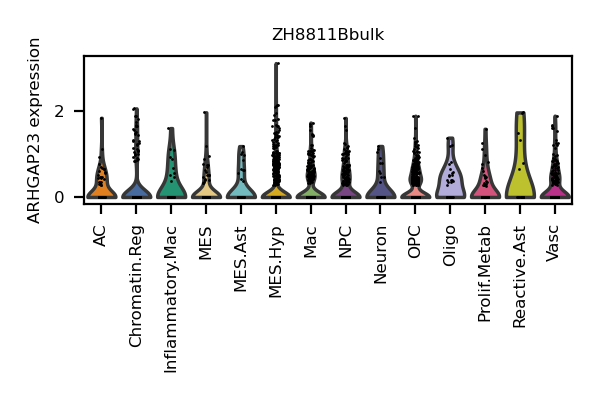 ZH8811Bbulk
ARHGAP23 expression
2
0
AC
Chromatin.Reg
Inflammatory.Mac
MES
MES.Ast
MES.Hyp
Mac
NPC
Neuron
OPC
Oligo
Prolif.Metab
Reactive.Ast
Vasc